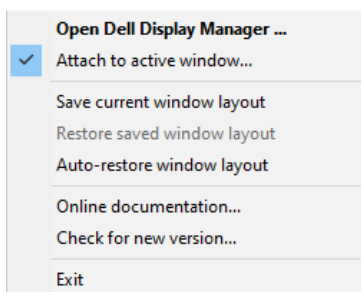 Open Dell Display Manager ...
Attach to active window...
Save current window layout
Restore saved window layout
Auto-restore window layout
Online documentation...
Check for new version...
Exit